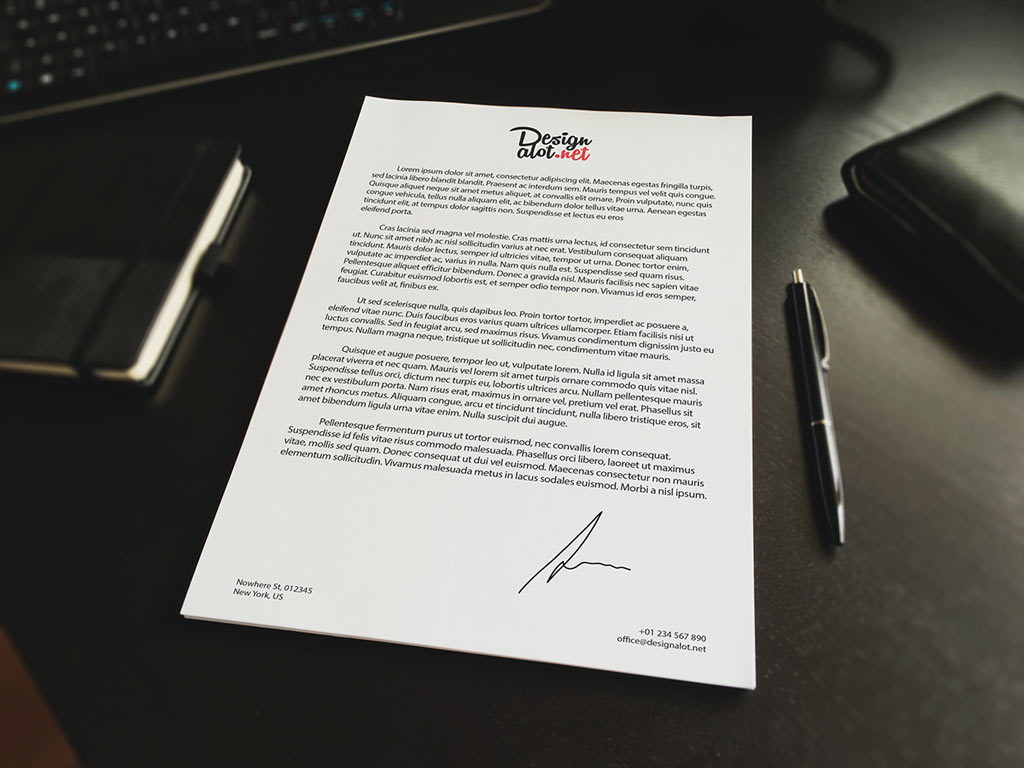 Design
alot.net
Lorem ipsum dolor sit amet, consectetur adipiscing elit. Maecenas egestas fringilla turpis,
sed lacinia libero blandit blandit. Praesent ac interdum sem. Mauris tempus vel velit quis congue.
Quisque aliquet neque sit amet metus aliquet, at convallis elit ornare. Proin vulputate, nunc quis
congue vehicula, tellus nulla aliquam elit, ac bibendum dolor tellus vitae urna. Aenean egestas
tincidunt elit, at tempus dolor sagittis non. Suspendisse et lectus eu eros
eleifend porta.
Cras lacinia sed magna vel molestie. Cras mattis urna lectus, id consectetur sem tincidunt
ut. Nunc sit amet nibh ac nisl sollicitudin varius at nec erat. Vestibulum consequat aliquam
tincidunt. Mauris dolor lectus, semper id ultricies vitae, tempor ut urna. Donec tortor enim,
vulputate ac imperdiet ac, varius in nulla. Nam quis nulla est. Suspendisse sed quam risus.
Pellentesque aliquet efficitur bibendum. Donec a gravida nisl. Mauris facilisis nec sapien vitae
feugiat. Curabitur euismod lobortis est, et semper odio tempor non. Vivamus id eros semper,
faucibus velit at, finibus ex.
Ut sed scelerisque nulla, quis dapibus leo. Proin tortor tortor, imperdiet ac posuere a,
eleifend vitae nunc. Duis faucibus eros varius quam ultrices ullamcorper. Etiam facilisis nisi ut
luctus convallis. Sed in feugiat arcu, sed maximus risus. Vivamus condimentum dignissim justo eu
tempus. Nullam magna neque, tristique ut sollicitudin nec, condimentum vitae mauris.
Quisque et augue posuere, tempor leo ut, vulputate lorem. Nulla id ligula sit amet massa
placerat viverra et nec quam. Mauris vel lorem sit amet turpis ornare commodo quis vitae nisl.
Suspendisse tellus orci, dictum nec turpis eu, lobortis ultrices arcu. Nullam pellentesque mauris
nec ex vestibulum porta. Nam risus erat, maximus in ornare vel, pretium vel erat. Phasellus sit
amet rhoncus metus. Aliquam congue, arcu et tincidunt tincidunt, nulla libero tristique eros, sit
amet bibendum ligula urna vitae enim. Nulla suscipit dui augue.
Pellentesque fermentum purus ut tortor euismod, nec convallis lorem consequat.
Suspendisse id felis vitae risus commodo malesuada. Phasellus orci libero, laoreet ut maximus
vitae, mollis sed quam. Donec consequat ut dui vel euismod. Maecenas consectetur non mauris
elementum sollicitudin. Vivamus malesuada metus in lacus sodales euismod. Morbi a nisl ipsum.
Nowhere St, 012345
New York, US
+01 234 567 890
office@designalot.net